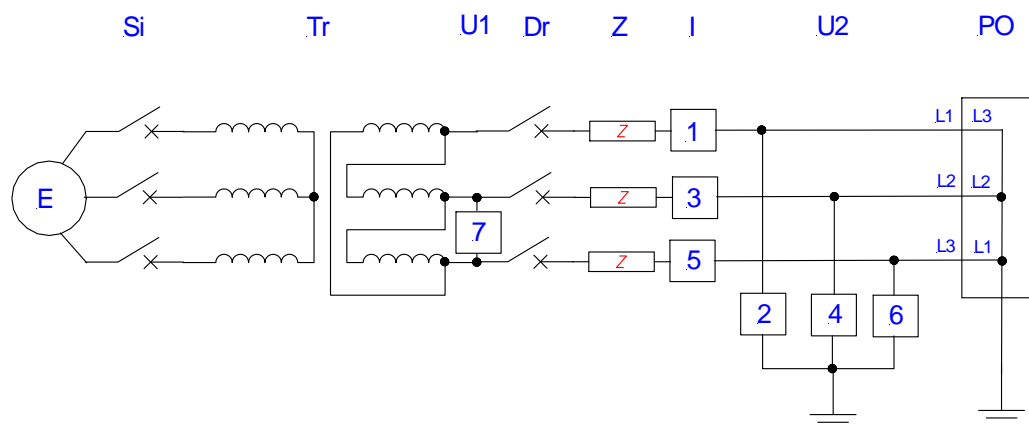 Si Tr U1 Dr Z I U2 PO
L1 L3
Z 1
L2 L2
E Z 3
7
L3 L1
Z 5
2 4 6